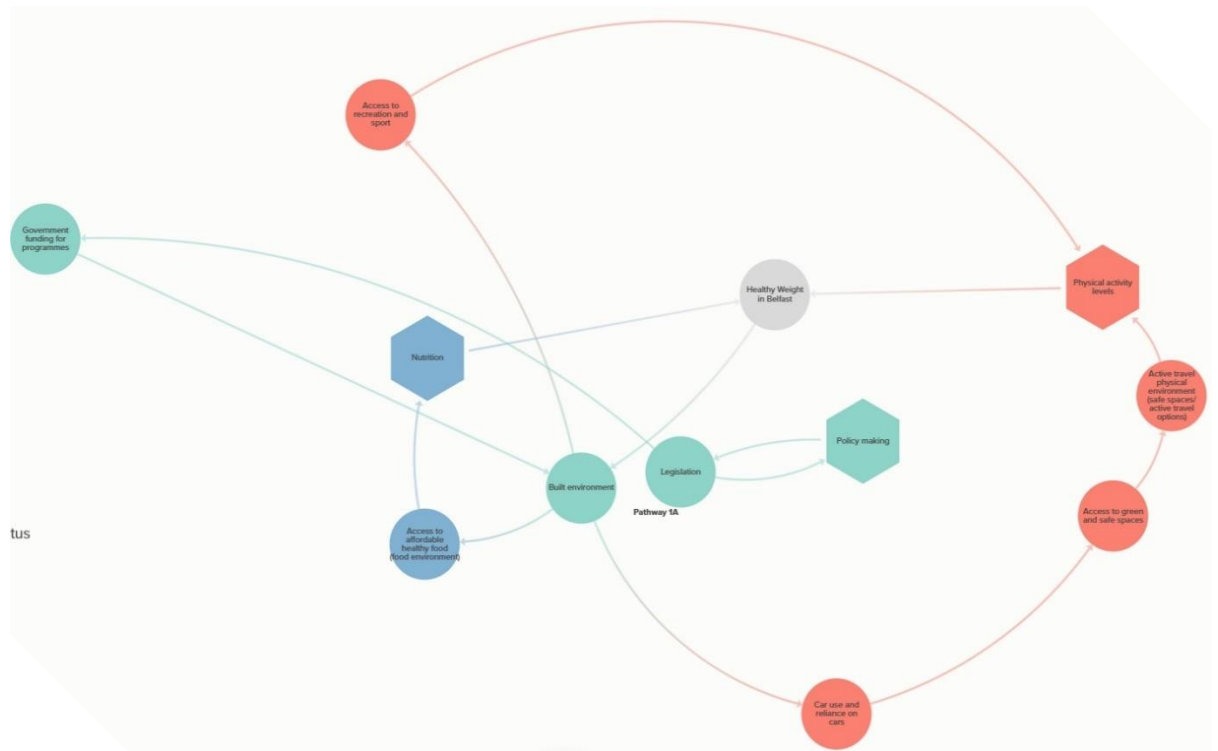 Access to
recreation and
sport
Government
funding for
programmes
Healthy Weight
in Belfast
Physical activity
levels
Nutrition
Active travel
physical
environment
(safe spaces/
active travel
options)
Policy making
Legislation
Built environment
Pathway 1A
Access to green
and safe spaces
tus
Access to
affordable
healthy food
(food environment)
Car use and
reliance on
cars